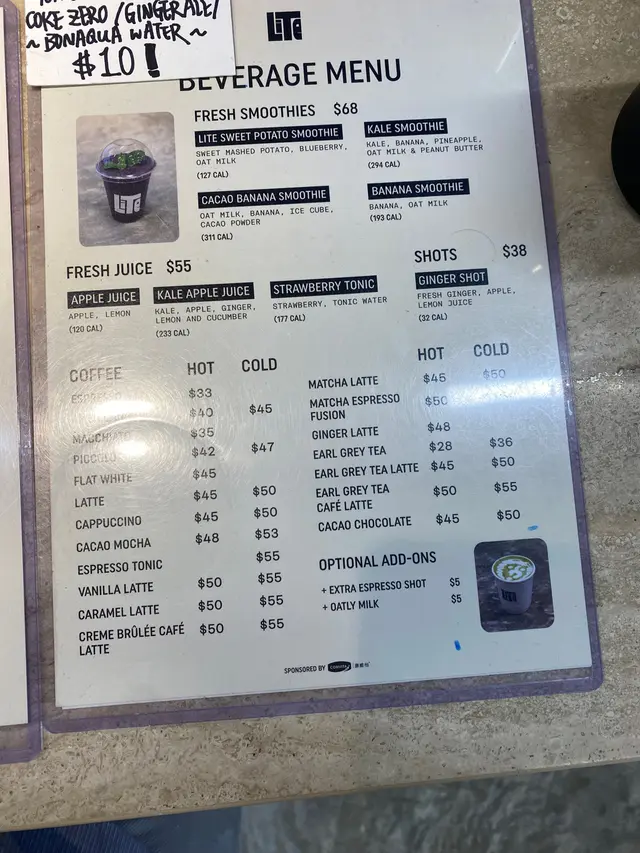 COKE ZERO / GINGERALE /
~ BONAQUA WATER ~
$10!
LiTe
BEVERAGE MENU
FRESH SMOOTHIES $68
LITE SWEET POTATO SMOOTHIE
SWEET MASHED POTATO, BLUEBERRY,
OAT MILK
(127 CAL)
KALE SMOOTHIE
KALE, BANANA, PINEAPPLE,
OAT MILK & PEANUT BUTTER
(294 CAL)
CACAO BANANA SMOOTHIE
OAT MILK, BANANA, ICE CUBE,
CACAO POWDER
(311 CAL)
BANANA SMOOTHIE
BANANA, OAT MILK
(193 CAL)
LiTe
FRESH JUICE $55
APPLE JUICE
APPLE, LEMON
(120 CAL)
KALE APPLE JUICE
KALE, APPLE, GINGER,
LEMON AND CUCUMBER
(233 CAL)
STRAWBERRY TONIC
STRAWBERRY, TONIC WATER
(177 CAL)
SHOTS $38
GINGER SHOT
FRESH GINGER, APPLE,
LEMON JUICE
(32 CAL)
COFFEE HOT COLD
ESPRESSO $33
$40 $45
MACCHIATO $35
PICCOLO $42 $47
FLAT WHITE $45
LATTE $45 $50
CAPPUCCINO $45 $50
CACAO MOCHA $48 $53
ESPRESSO TONIC $55
VANILLA LATTE $50 $55
CARAMEL LATTE $50 $55
CREME BRÛLÉE CAFÉ $50 $55
LATTE
HOT COLD
MATCHA LATTE $45 $50
MATCHA ESPRESSO $50
FUSION
GINGER LATTE $48
EARL GREY TEA $28 $36
EARL GREY TEA LATTE $45 $50
EARL GREY TEA $50 $55
CAFÉ LATTE
CACAO CHOCOLATE $45 $50
OPTIONAL ADD-ONS
+ EXTRA ESPRESSO SHOT $5
+ OATLY MILK $5
SPONSORED BY